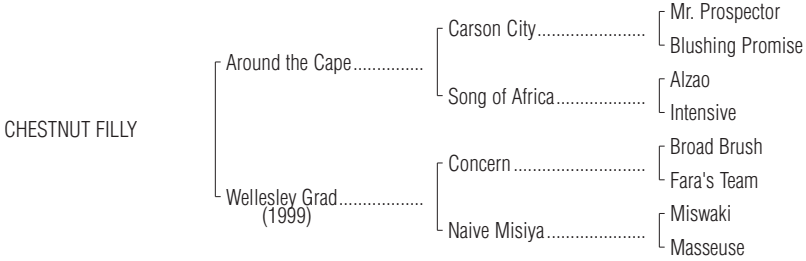 Mr. Prospector
Carson City......................
Blushing Promise
Around the Cape..............
Alzao
Song of Africa..................
Intensive
CHESTNUT FILLY
Broad Brush
Concern ..........................
Fara's Team
Wellesley Grad.................
(1999)
Miswaki
Naive Misiya....................
Masseuse